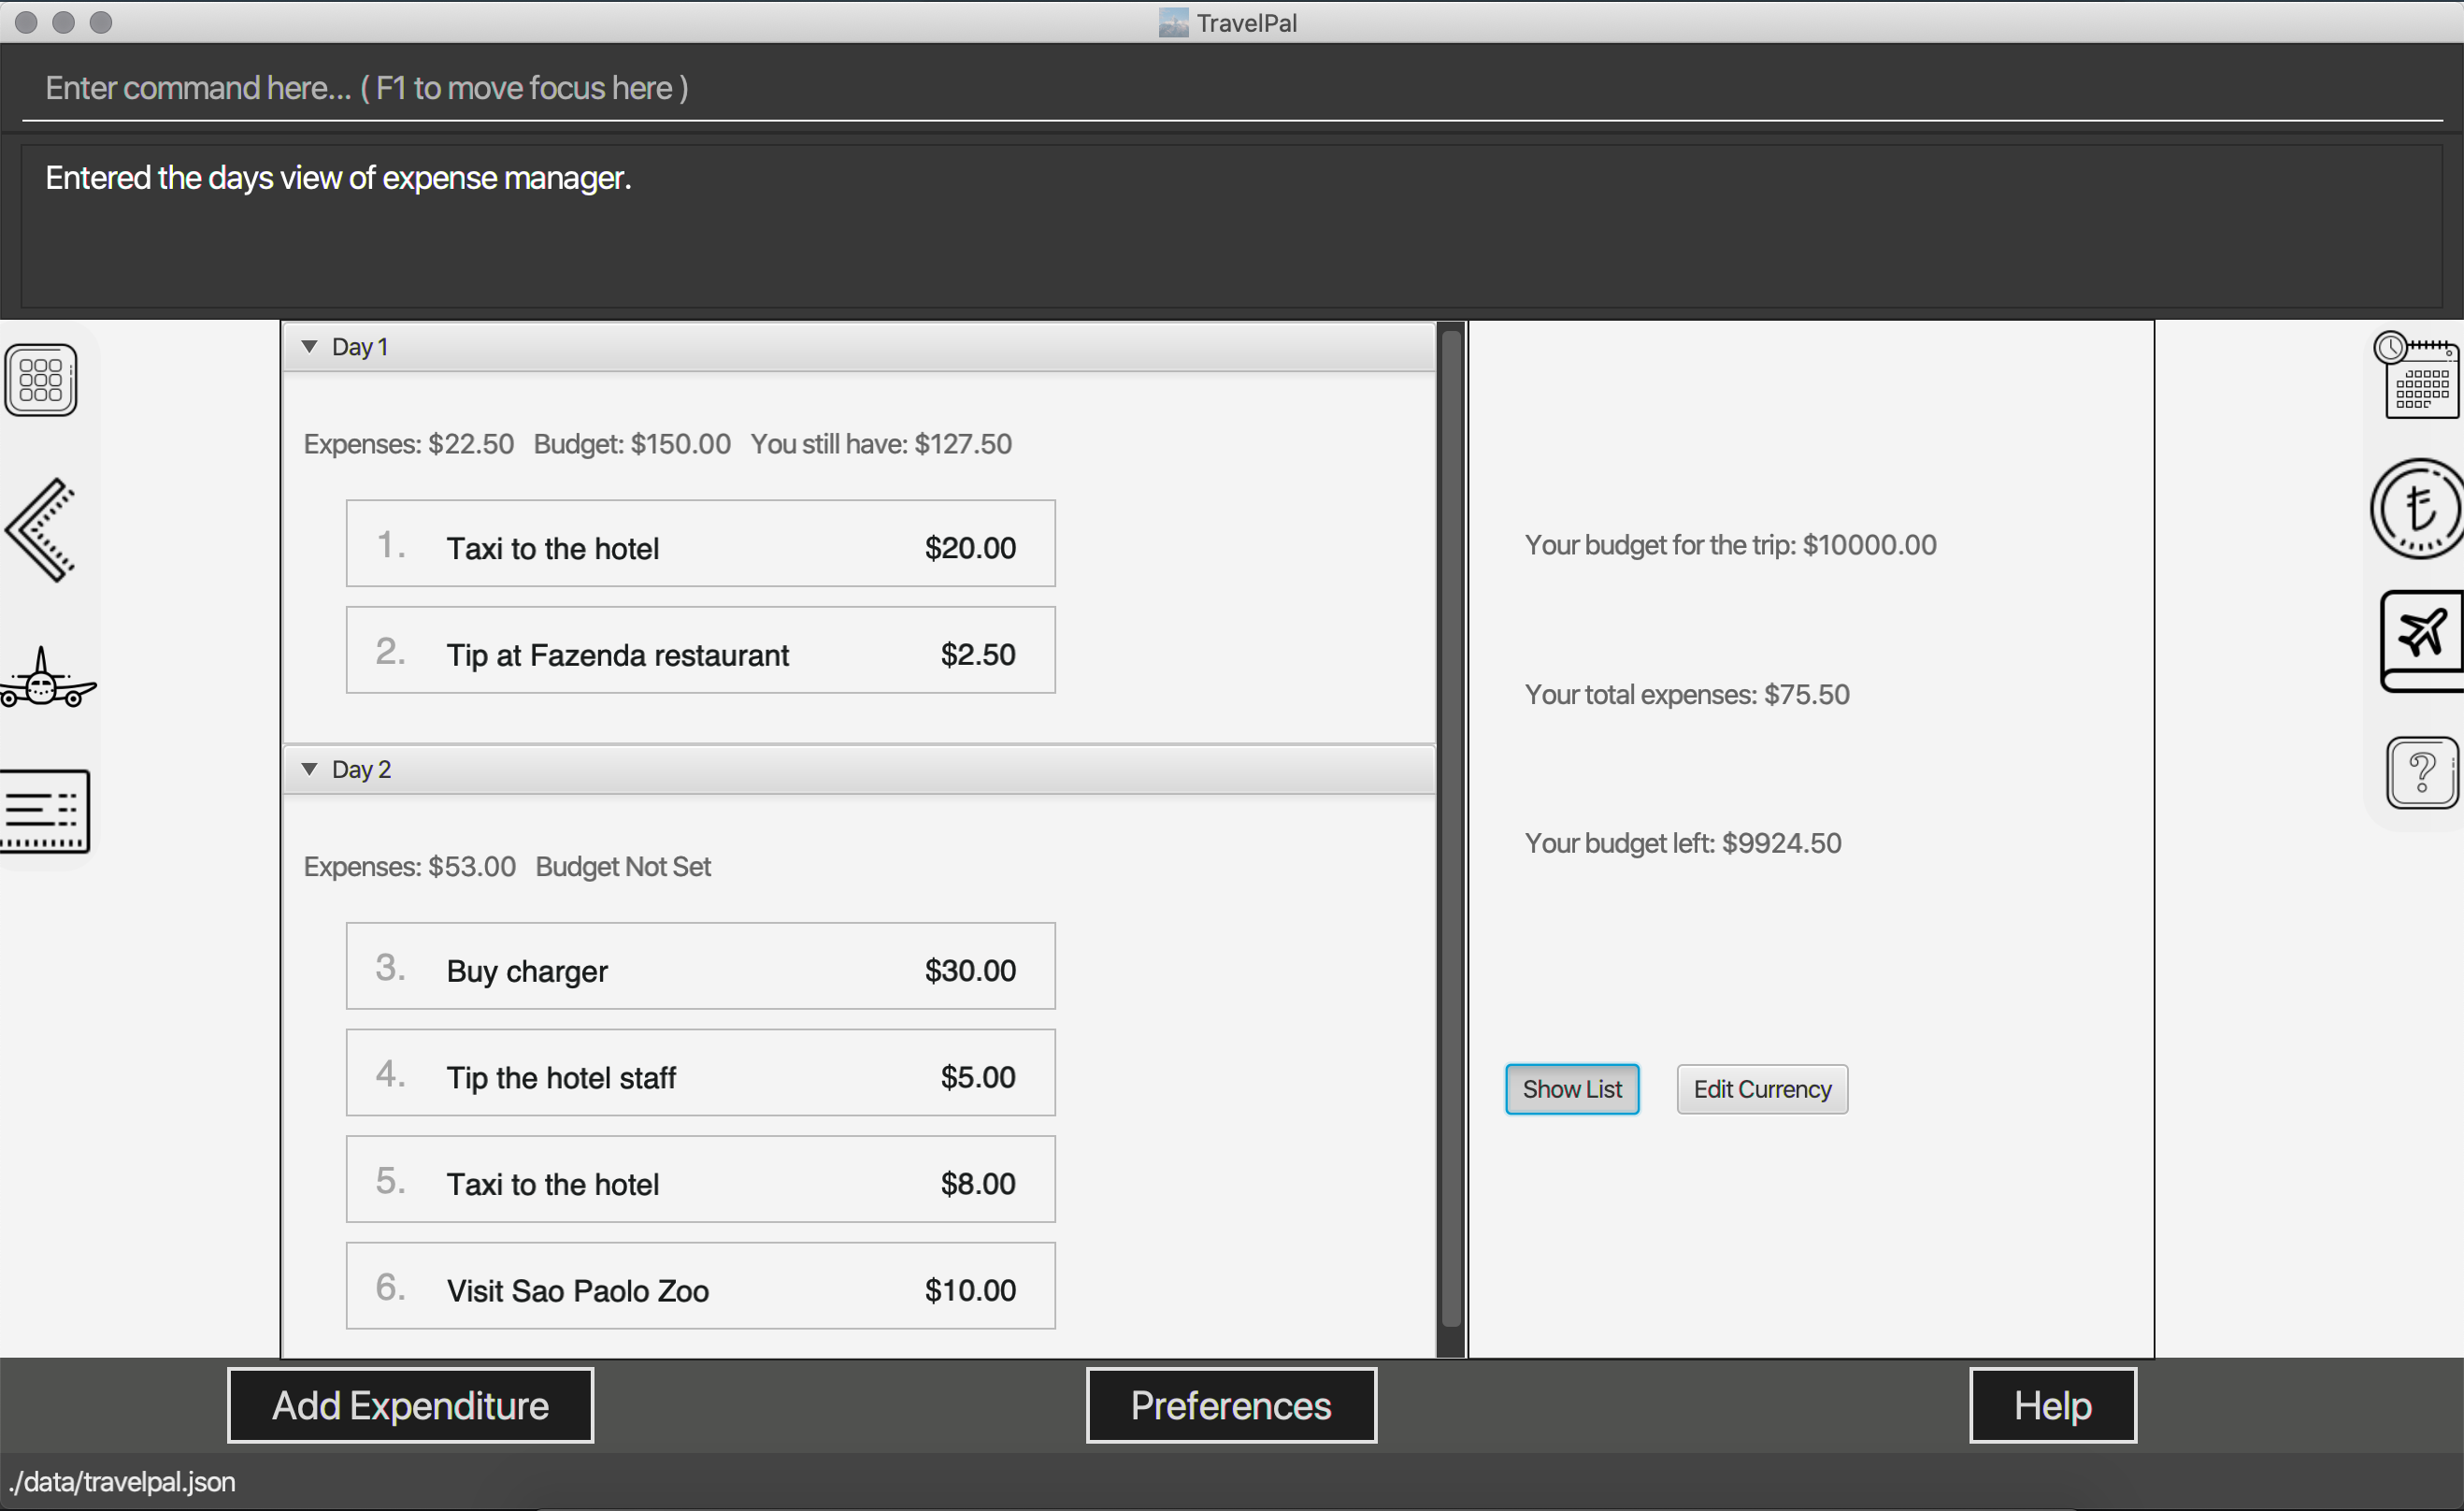 TravelPal
Enter command here... ( F1 to move focus here )
Entered the days view of expense manager.
Day 1
Expenses: $22.50 Budget: $150.00 You still have: $127.50
1. Taxi to the hotel $20.00
2. Tip at Fazenda restaurant $2.50
Day 2
Expenses: $53.00 Budget Not Set
3. Buy charger $30.00
4. Tip the hotel staff $5.00
5. Taxi to the hotel $8.00
6. Visit Sao Paolo Zoo $10.00
Your budget for the trip: $10000.00
Your total expenses: $75.50
Your budget left: $9924.50
Show List Edit Currency
?
Add Expenditure Preferences Help
./data/travelpal.json